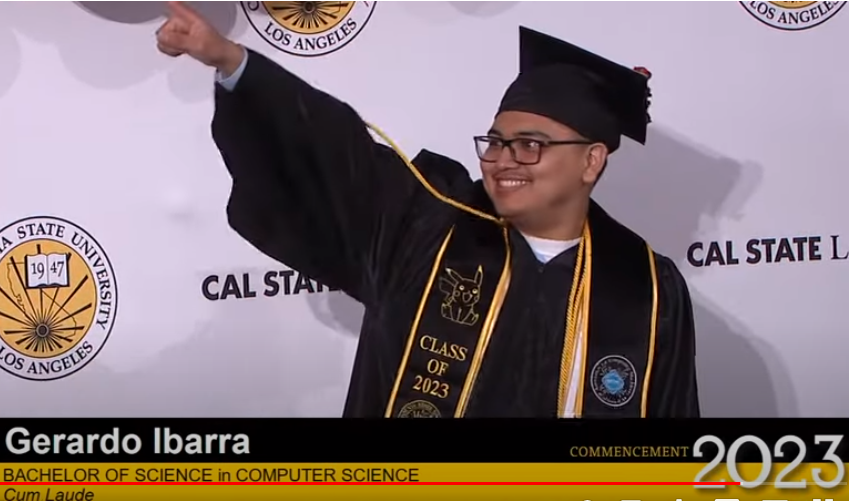 LOS ANGELES
LOS ANGELES
CAL STATE L
STATE UNIVERSITY
1947
LOS ANGELES
CAL STAT
CLASS
OF
2023
Gerardo Ibarra
COMMENCEMENT 2023
BACHELOR OF SCIENCE in COMPUTER SCIENCE
Cum Laude